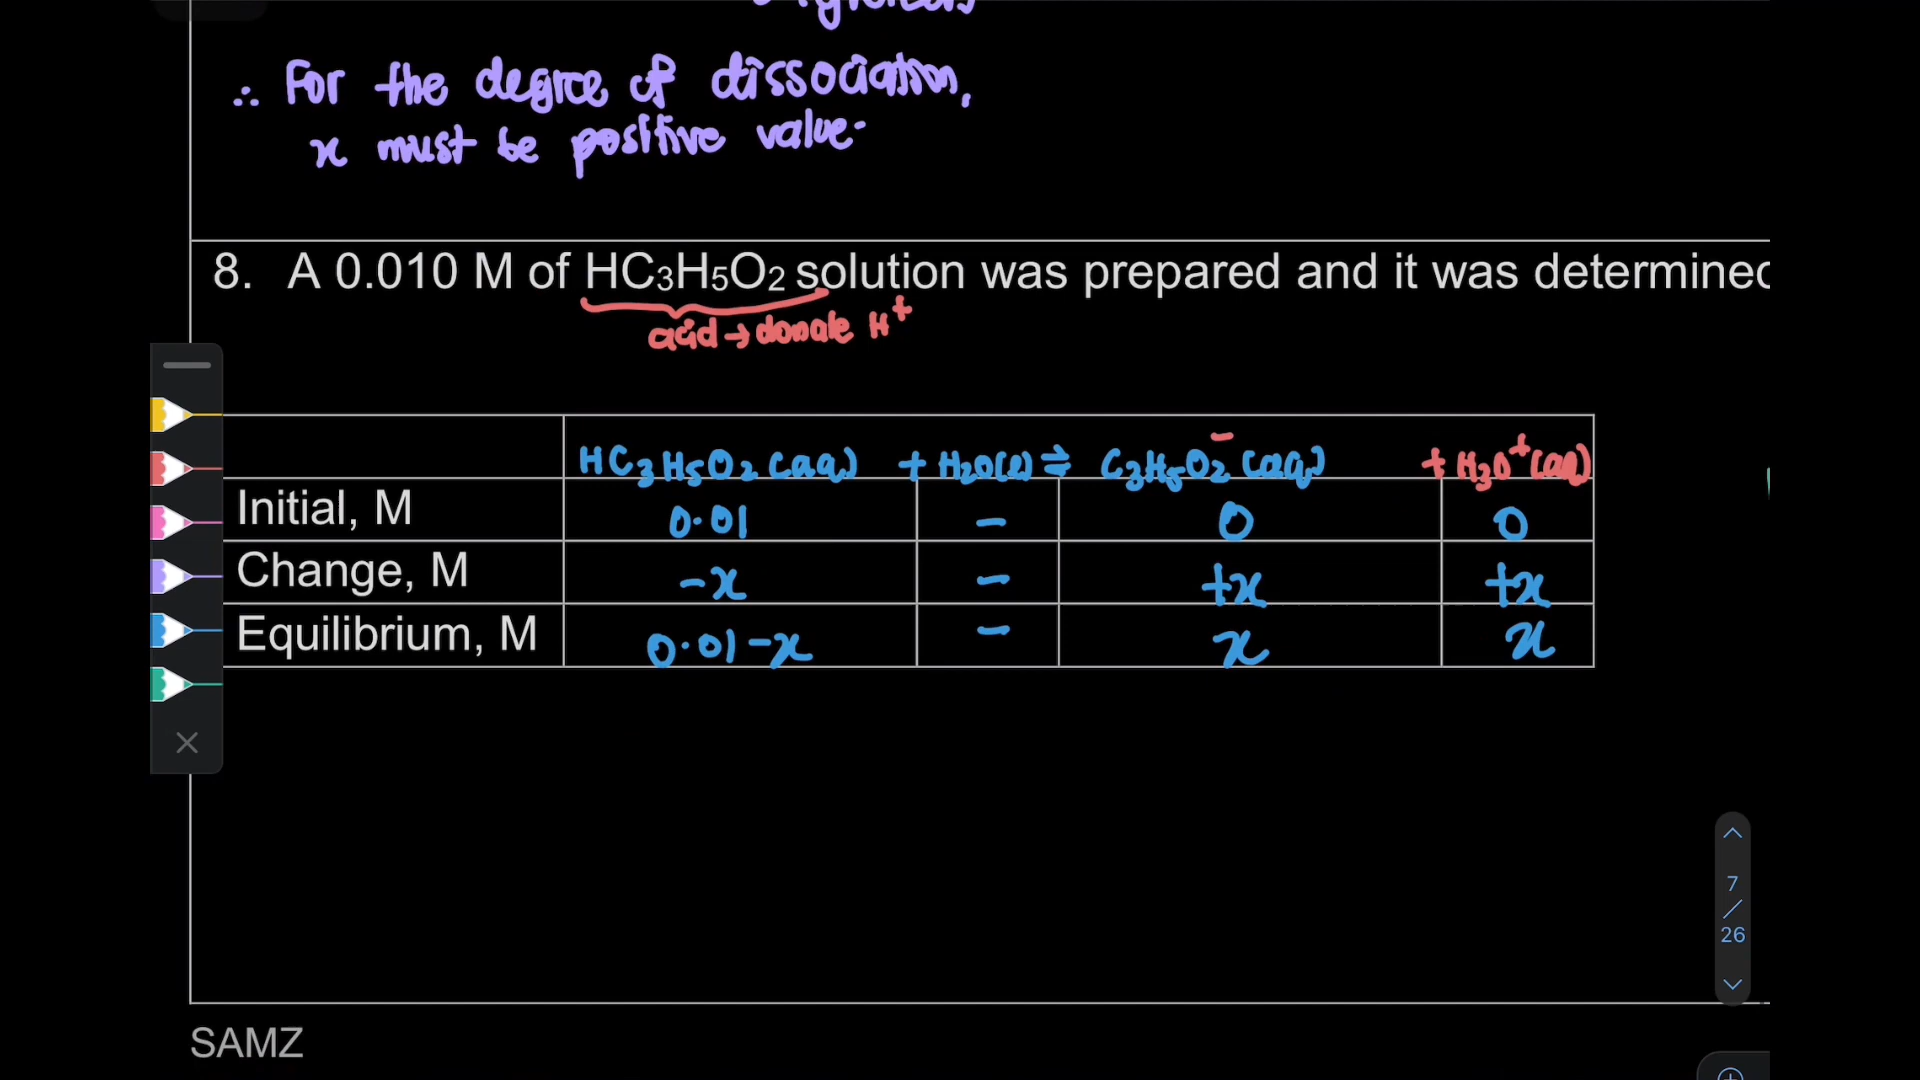 ∴ For the degree of dissociation,
x must be positive value.
8. A 0.010 M of HC₃H₅O₂ solution was prepared and it was determined
acid → donate H⁺
HC₃H₅O₂ (aq) + H₂O(l) ⇌ C₃H₅O₂⁻ (aq) + H₃O⁺(aq)
Initial, M 0.01 – 0 0
Change, M -x – +x +x
Equilibrium, M 0.01-x – x x
7
/
26
SAMZ